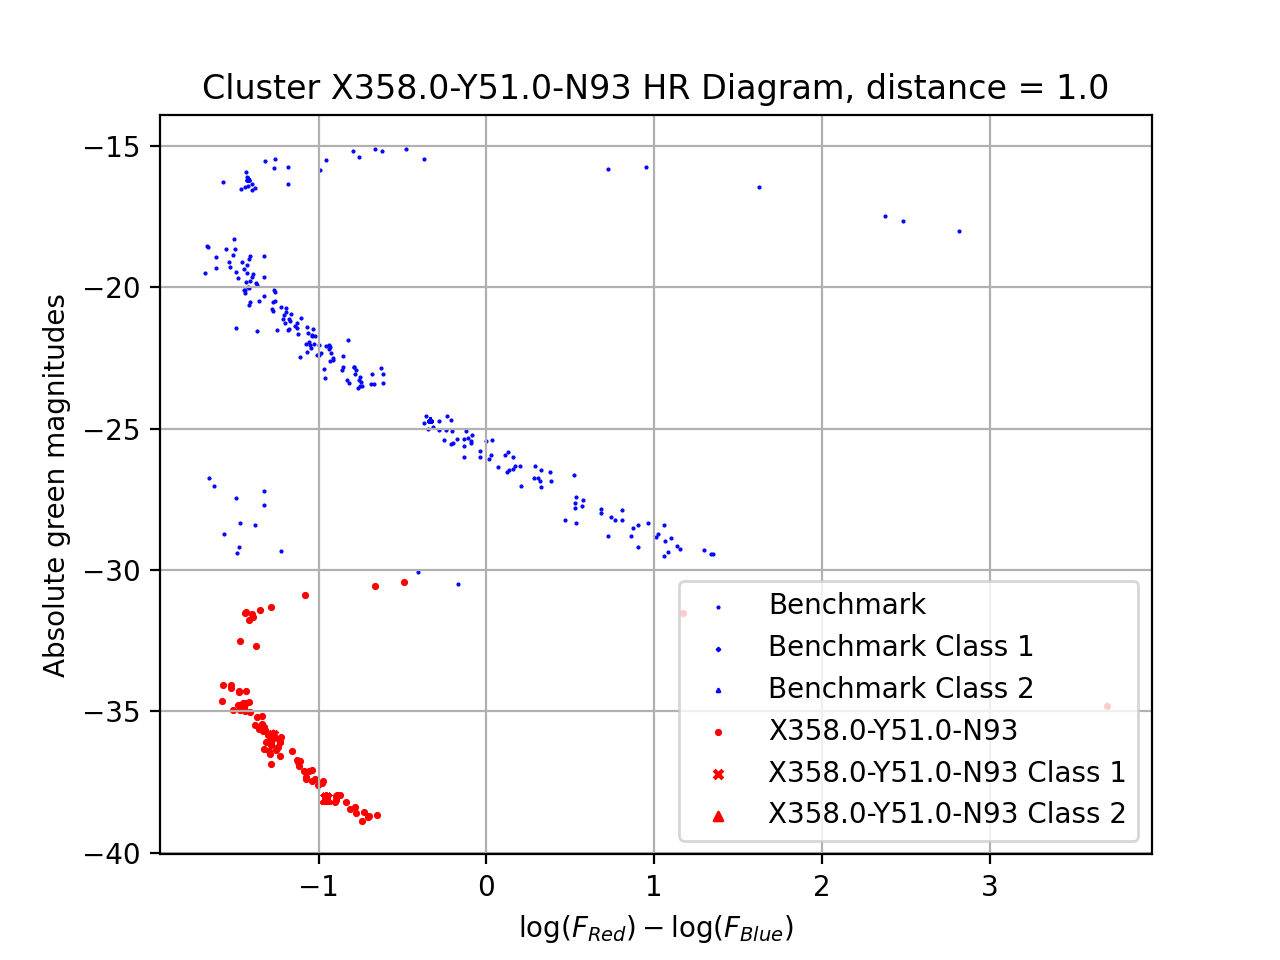 Cluster X358.0-Y51.0-N93 HR Diagram, distance = 1.0
Absolute green magnitudes
−15
−20
−25
−30
−35
−40
Benchmark
Benchmark Class 1
Benchmark Class 2
X358.0-Y51.0-N93
X358.0-Y51.0-N93 Class 1
X358.0-Y51.0-N93 Class 2
−1 0 1 2 3
log(F_Red) − log(F_Blue)